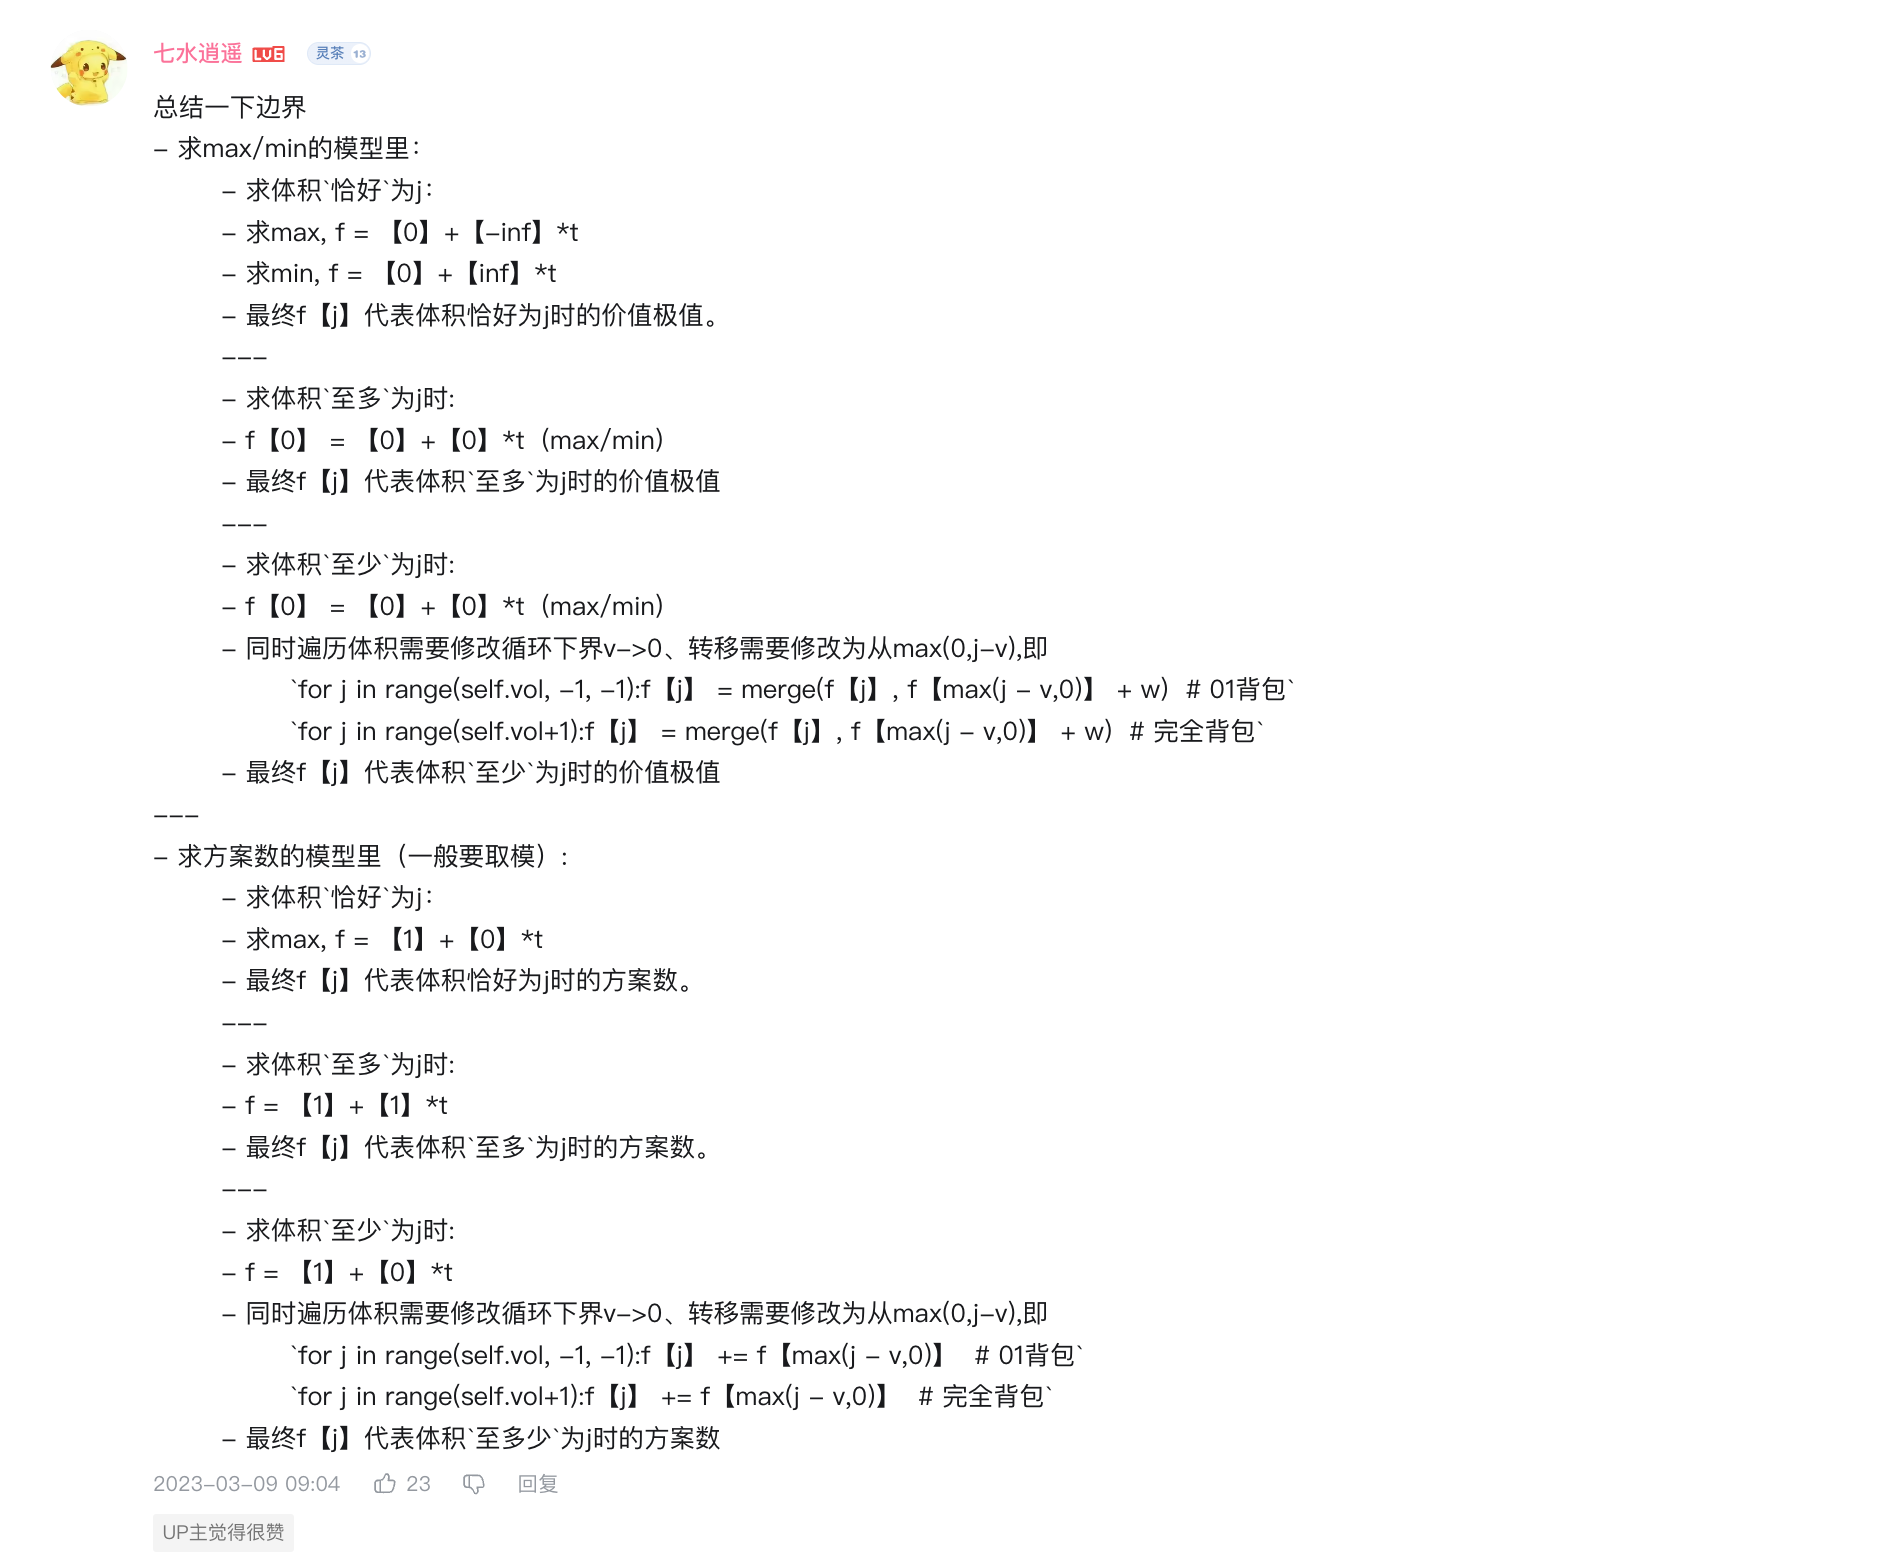 七水逍遥 LV6 灵茶 13
总结一下边界
- 求max/min的模型里：
- 求体积`恰好`为j：
- 求max, f = 【0】+【-inf】*t
- 求min, f = 【0】+【inf】*t
- 最终f【j】代表体积恰好为j时的价值极值。
---
- 求体积`至多`为j时:
- f【0】 = 【0】+【0】*t（max/min）
- 最终f【j】代表体积`至多`为j时的价值极值
---
- 求体积`至少`为j时:
- f【0】 = 【0】+【0】*t（max/min）
- 同时遍历体积需要修改循环下界v->0、转移需要修改为从max(0,j-v),即
`for j in range(self.vol, -1, -1):f【j】 = merge(f【j】, f【max(j - v,0)】 + w)  # 01背包`
`for j in range(self.vol+1):f【j】 = merge(f【j】, f【max(j - v,0)】 + w)  # 完全背包`
- 最终f【j】代表体积`至少`为j时的价值极值
---
- 求方案数的模型里（一般要取模）:
- 求体积`恰好`为j：
- 求max, f = 【1】+【0】*t
- 最终f【j】代表体积恰好为j时的方案数。
---
- 求体积`至多`为j时:
- f = 【1】+【1】*t
- 最终f【j】代表体积`至多`为j时的方案数。
---
- 求体积`至少`为j时:
- f = 【1】+【0】*t
- 同时遍历体积需要修改循环下界v->0、转移需要修改为从max(0,j-v),即
`for j in range(self.vol, -1, -1):f【j】 += f【max(j - v,0)】  # 01背包`
`for j in range(self.vol+1):f【j】 += f【max(j - v,0)】  # 完全背包`
- 最终f【j】代表体积`至多少`为j时的方案数
2023-03-09 09:04 23 回复
UP主觉得很赞